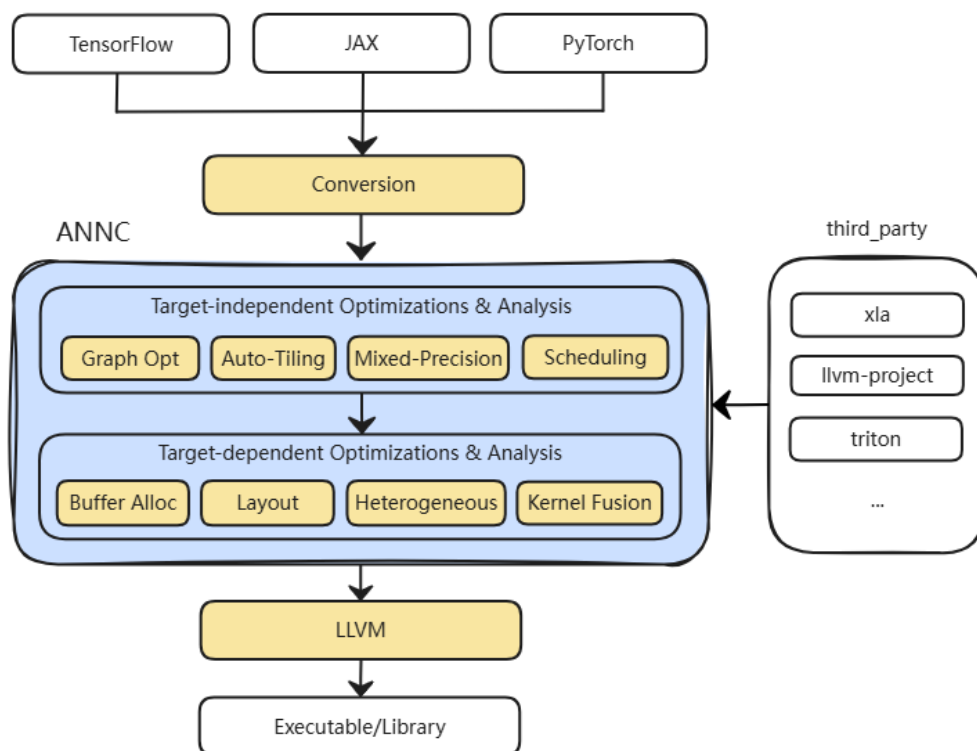 TensorFlow
JAX
PyTorch
Conversion
ANNC
third_party
Target-independent Optimizations & Analysis
Graph Opt
Auto-Tiling
Mixed-Precision
Scheduling
Target-dependent Optimizations & Analysis
Buffer Alloc
Layout
Heterogeneous
Kernel Fusion
xla
llvm-project
triton
...
LLVM
Executable/Library